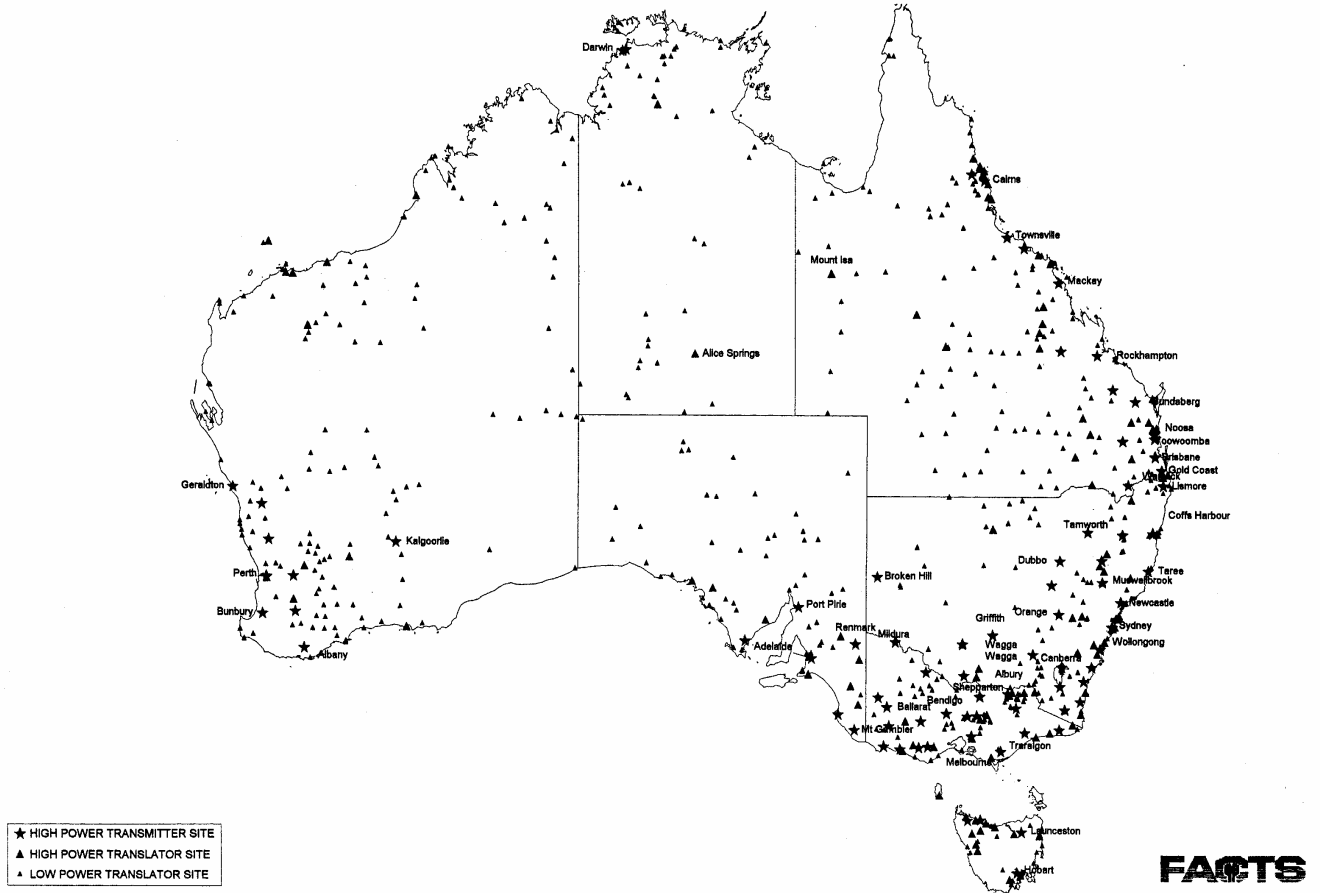 Darwin
Cairns
Townsville
Mount Isa
Mackay
Alice Springs
Rockhampton
Bundaberg
Noosa
Toowoomba
Brisbane
Gold Coast
Warwick
Lismore
Geraldton
Coffs Harbour
Tamworth
Kalgoorlie
Dubbo
Perth
Broken Hill
Taree
Muswellbrook
Bunbury
Port Pirie
Newcastle
Orange
Griffith
Sydney
Renmark
Mildura
Wollongong
Adelaide
Wagga
Wagga
Canberra
Albany
Albury
Shepparton
Bendigo
Ballarat
Mt Gambier
Traralgon
Melbourne
HIGH POWER TRANSMITTER SITE
HIGH POWER TRANSLATOR SITE
LOW POWER TRANSLATOR SITE
Launceston
Hobart
FACTS